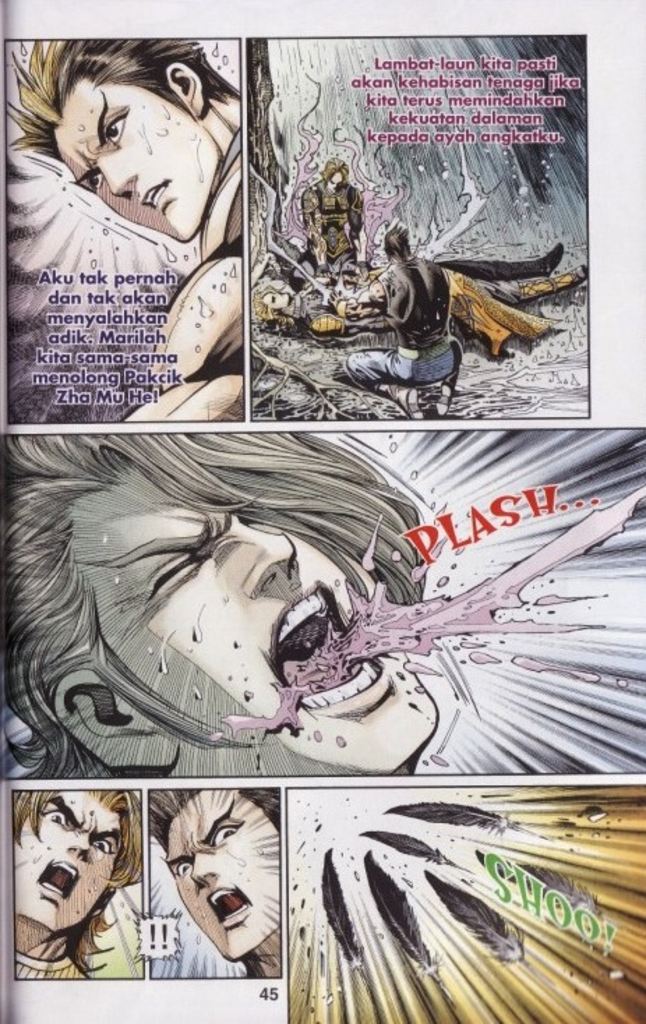 Aku tak pernah
dan tak akan
menyalahkan
adik. Marilah
kita sama-sama
menolong Pakcik
Zha Mu He!
Lambat-laun kita pasti
akan kehabisan tenaga jika
kita terus memindahkan
kekuatan dalaman
kepada ayah angkatku.
PLASH...
!!
SHOO!
45